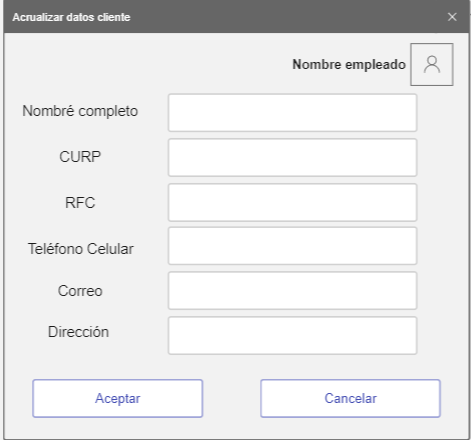 Acrualizar datos cliente
Nombre empleado
Nombré completo
CURP
RFC
Teléfono Celular
Correo
Dirección
Aceptar Cancelar